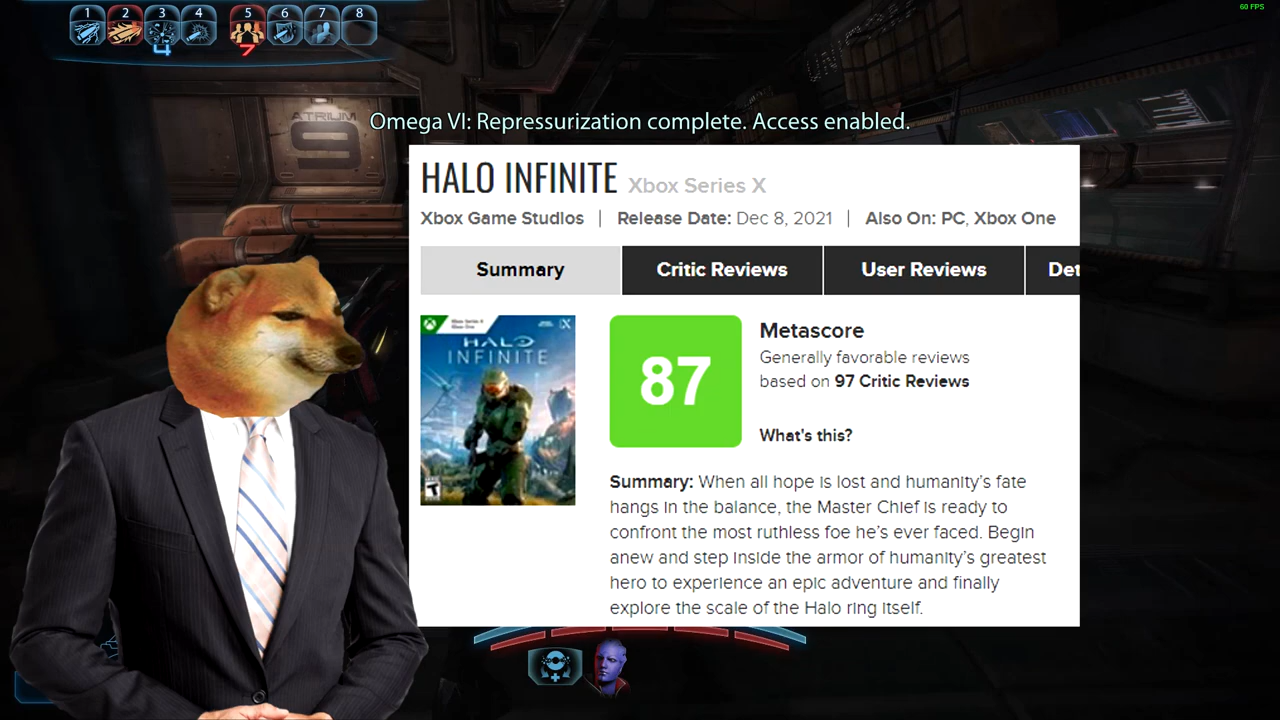 60 FPS
1 2 3 4 5 6 7 8
4 7
ATRIUM
9
Omega VI: Repressurization complete. Access enabled.
HALO INFINITE Xbox Series X
Xbox Game Studios | Release Date: Dec 8, 2021 | Also On: PC, Xbox One
Summary Critic Reviews User Reviews Det
HALO
INFINITE
T
87
Metascore
Generally favorable reviews
based on 97 Critic Reviews
What's this?
Summary: When all hope is lost and humanity's fate
hangs in the balance, the Master Chief is ready to
confront the most ruthless foe he's ever faced. Begin
anew and step inside the armor of humanity's greatest
hero to experience an epic adventure and finally
explore the scale of the Halo ring itself.